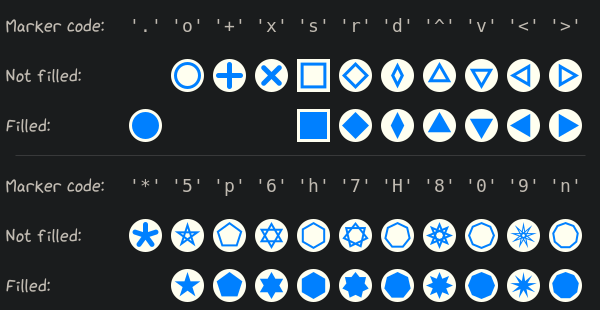 Marker code: '.' 'o' '+' 'x' 's' 'r' 'd' '^' 'v' '<' '>'
Not filled:
Filled:
Marker code: '*' '5' 'p' '6' 'h' '7' 'H' '8' '0' '9' 'n'
Not filled:
Filled: